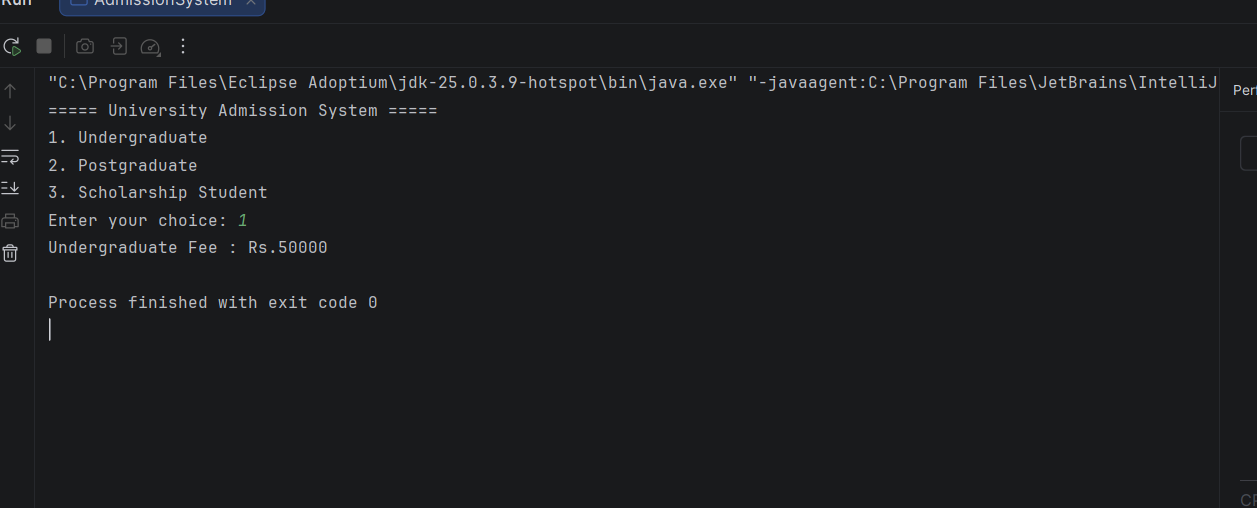 Run AdmissionSystem
"C:\Program Files\Eclipse Adoptium\jdk-25.0.3.9-hotspot\bin\java.exe" "-javaagent:C:\Program Files\JetBrains\IntelliJ
===== University Admission System =====
1. Undergraduate
2. Postgraduate
3. Scholarship Student
Enter your choice: 1
Undergraduate Fee : Rs.50000
Process finished with exit code 0